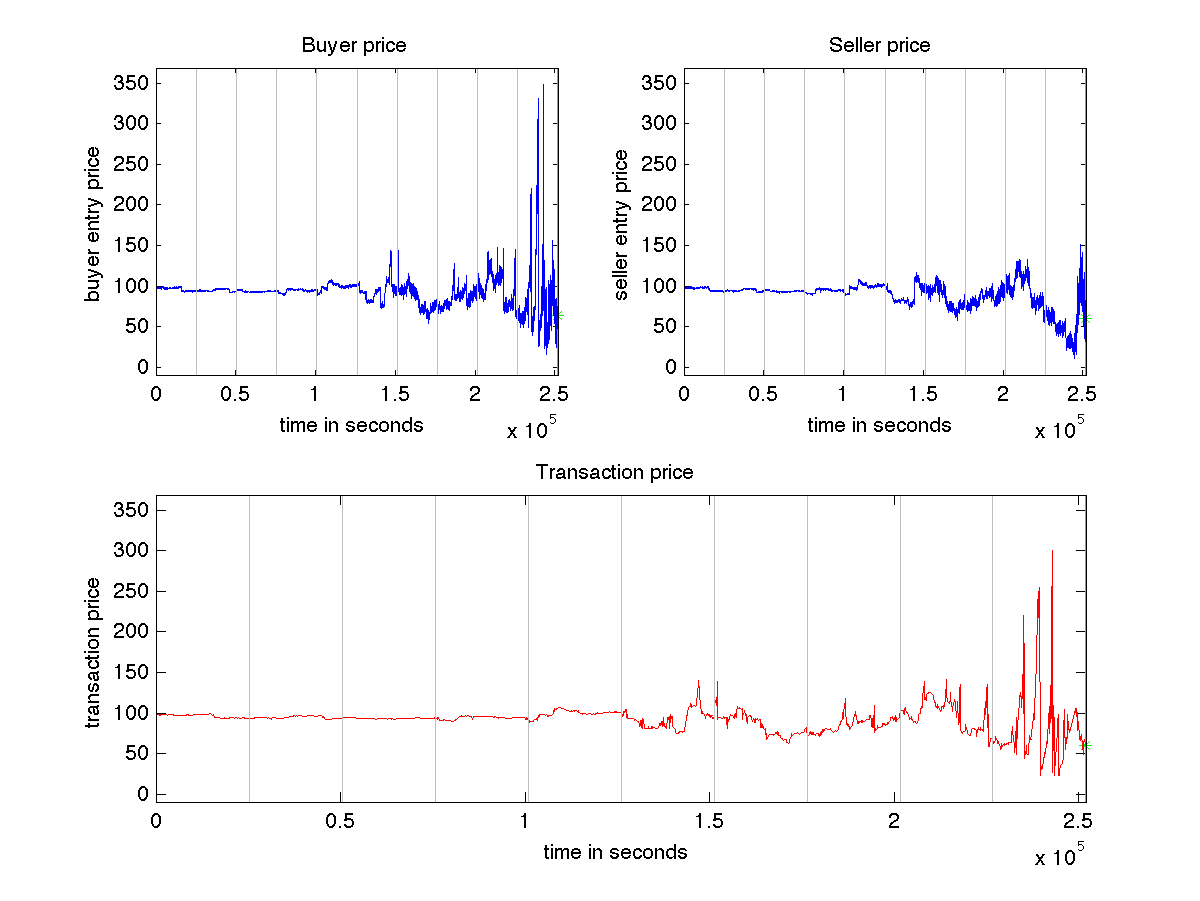 Buyer price
350
300
250
200
150
100
50
0
buyer entry price
0 0.5 1 1.5 2 2.5
time in seconds
x 10^5
Seller price
350
300
250
200
150
100
50
0
seller entry price
0 0.5 1 1.5 2 2.5
time in seconds
x 10^5
Transaction price
350
300
250
200
150
100
50
0
transaction price
0 0.5 1 1.5 2 2.5
time in seconds
x 10^5